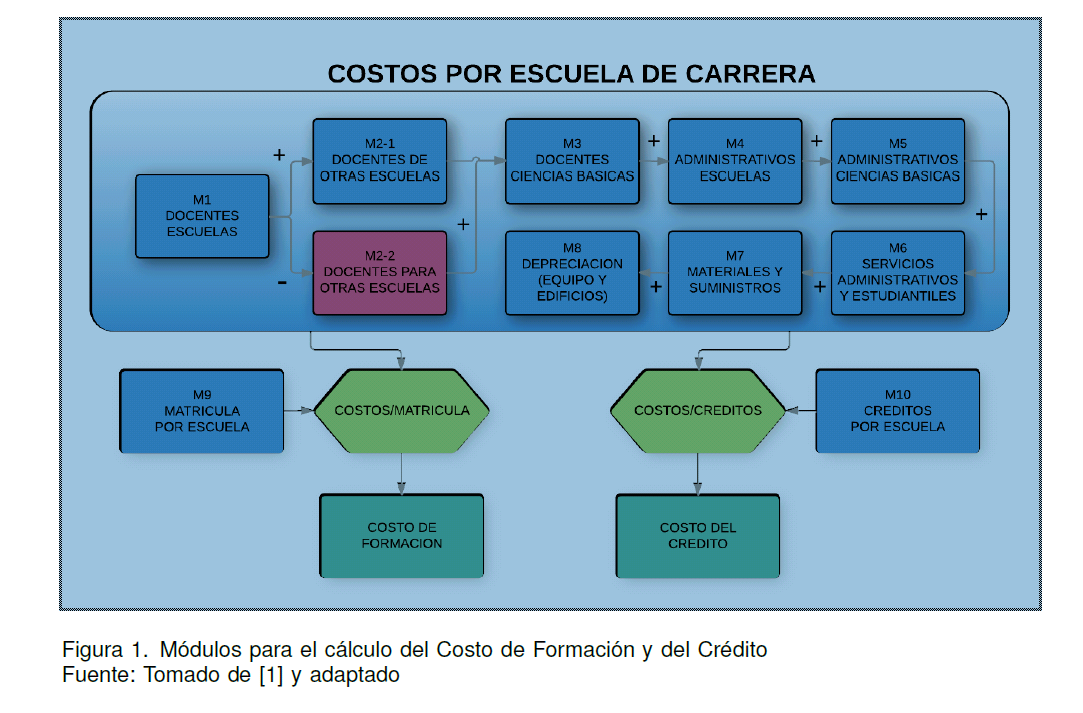 COSTOS POR ESCUELA DE CARRERA
M1
DOCENTES
ESCUELAS
+
-
M2-1
DOCENTES DE
OTRAS ESCUELAS
M2-2
DOCENTES PARA
OTRAS ESCUELAS
+
M3
DOCENTES
CIENCIAS BASICAS
+
M4
ADMINISTRATIVOS
ESCUELAS
+
M5
ADMINISTRATIVOS
CIENCIAS BASICAS
+
M6
SERVICIOS
ADMINISTRATIVOS
Y ESTUDIANTILES
+
M7
MATERIALES Y
SUMINISTROS
+
M8
DEPRECIACION
(EQUIPO Y
EDIFICIOS)
M9
MATRICULA
POR ESCUELA
COSTOS/MATRICULA
COSTOS/CREDITOS
M10
CREDITOS
POR ESCUELA
COSTO DE
FORMACION
COSTO DEL
CREDITO
Figura 1. Módulos para el cálculo del Costo de Formación y del Crédito
Fuente: Tomado de [1] y adaptado